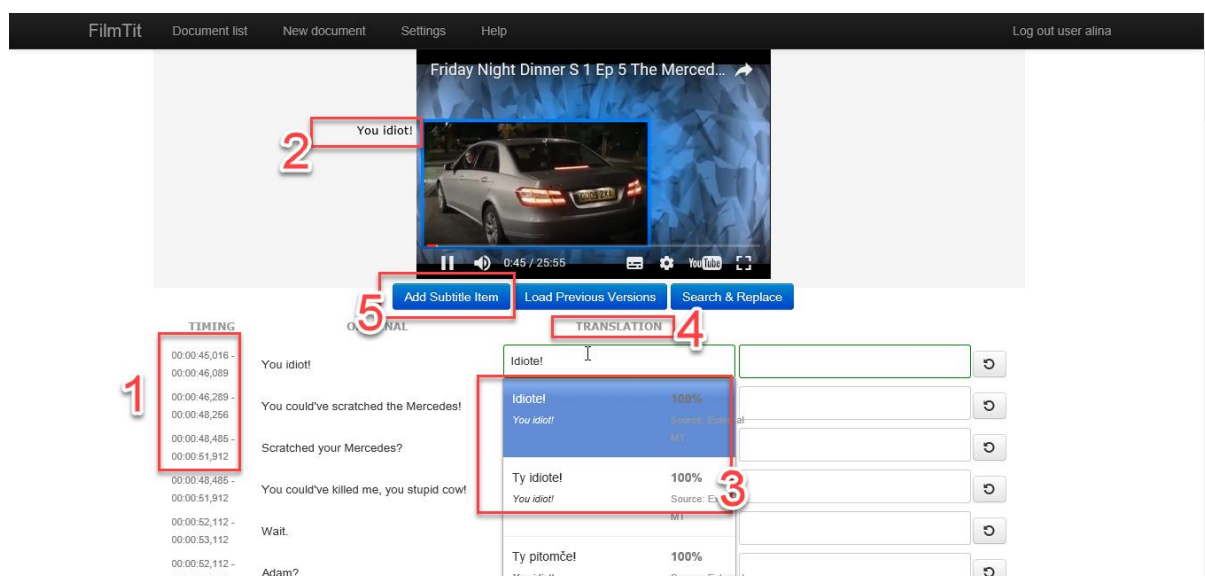 FilmTit Document list New document Settings Help Log out user alina
Friday Night Dinner S 1 Ep 5 The Merced...
You idiot!
2
0:45 / 25:55 YouTube
5
Add Subtitle Item Load Previous Versions Search & Replace
TIMING NAL TRANSLATION 4
1
00:00:45,016 -
00:00:46,089
You idiot! Idiote!
00:00:46,289 -
00:00:48,256
You could've scratched the Mercedes!
Idiote! 100%
You idiot! Source: External
MT
00:00:48,485 -
00:00:51,912
Scratched your Mercedes?
00:00:48,485 -
00:00:51,912
You could've killed me, you stupid cow!
Ty idiote! 100%
You idiot! Source: Ex
MT
3
00:00:52,112 -
00:00:53,112
Wait.
00:00:52,112 -
Adam?
Ty pitomče! 100%